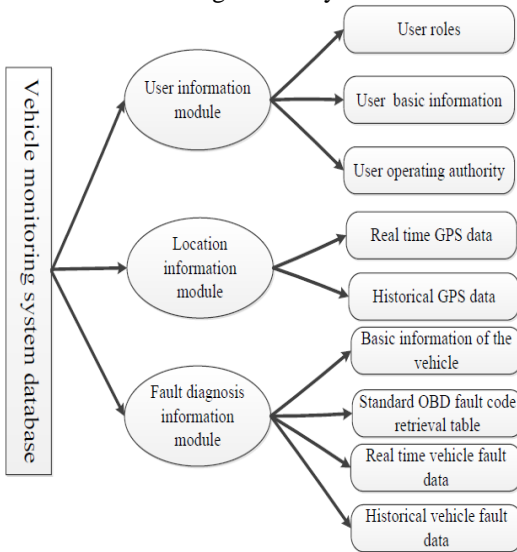 Vehicle monitoring system database
User information
module
User roles
User basic information
User operating authority
Location
information
module
Real time GPS data
Historical GPS data
Fault diagnosis
information
module
Basic information of the
vehicle
Standard OBD fault code
retrieval table
Real time vehicle fault
data
Historical vehicle fault
data